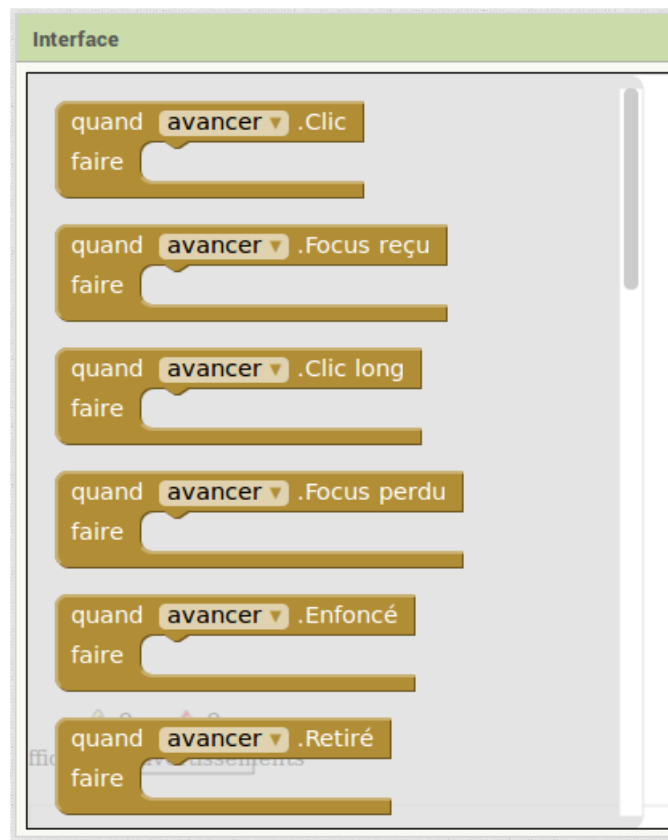 Interface
quand avancer ▼ .Clic
faire
quand avancer ▼ .Focus reçu
faire
quand avancer ▼ .Clic long
faire
quand avancer ▼ .Focus perdu
faire
quand avancer ▼ .Enfoncé
faire
quand avancer ▼ .Retiré
faire